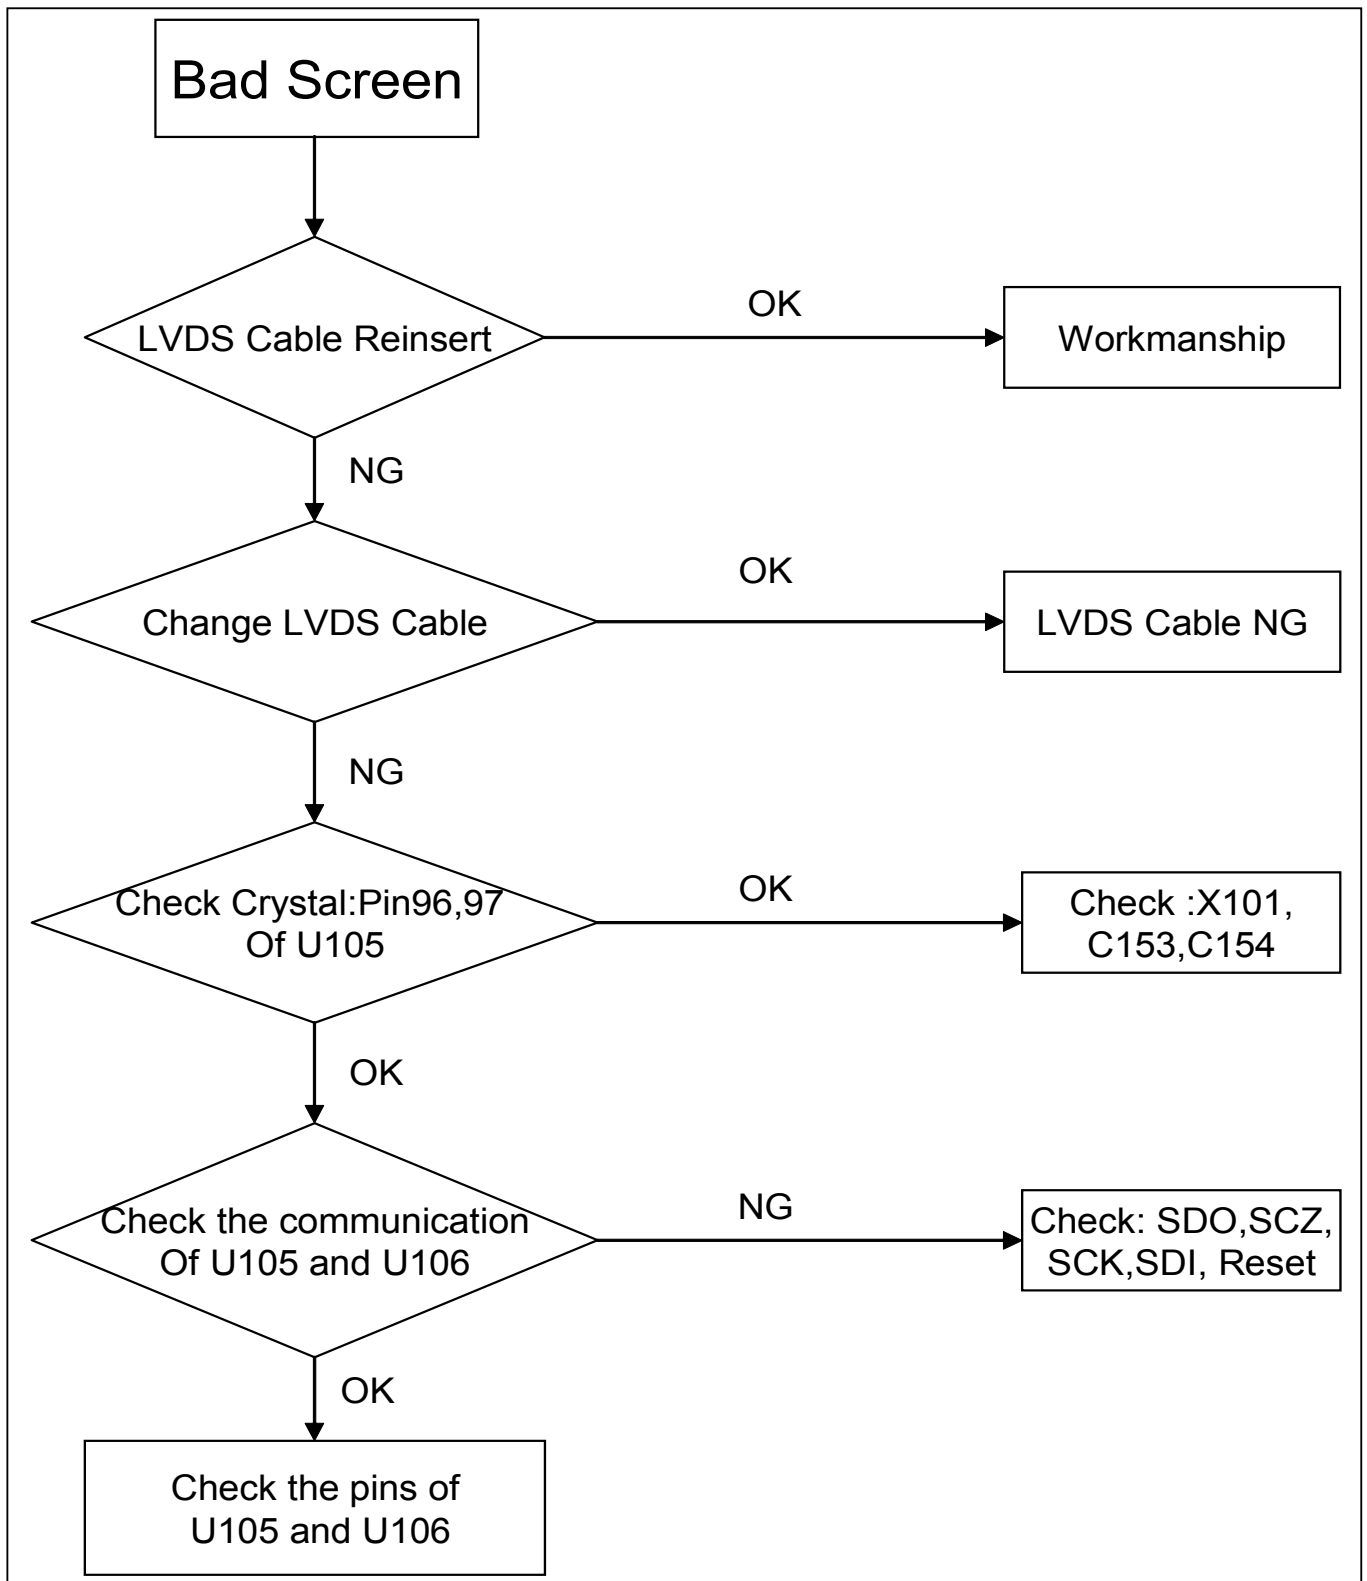 Bad Screen
LVDS Cable Reinsert
OK
Workmanship
NG
Change LVDS Cable
OK
LVDS Cable NG
NG
Check Crystal:Pin96,97
Of U105
OK
Check :X101,
C153,C154
OK
Check the communication
Of U105 and U106
NG
Check: SDO,SCZ,
SCK,SDI, Reset
OK
Check the pins of
U105 and U106